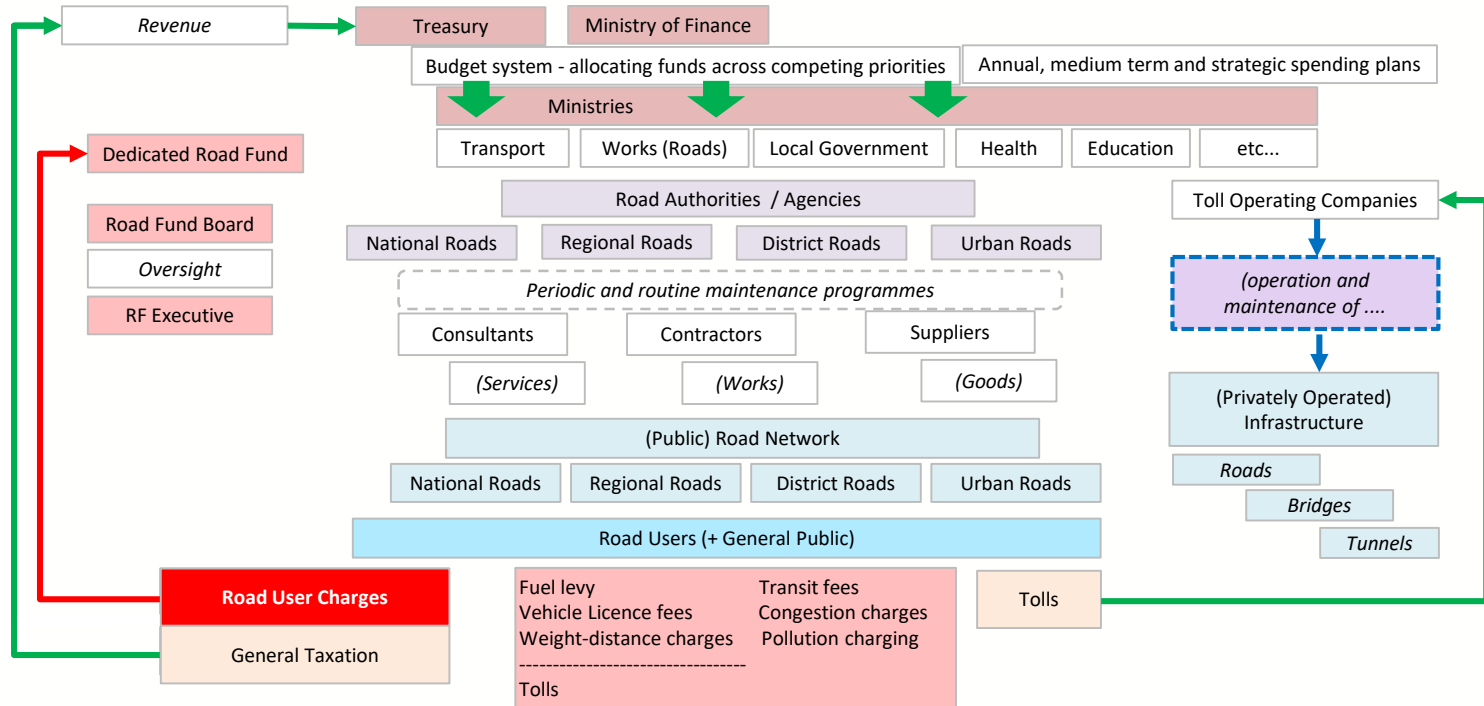 Revenue
Treasury
Ministry of Finance
Budget system - allocating funds across competing priorities
Annual, medium term and strategic spending plans
Ministries
Transport
Works (Roads)
Local Government
Health
Education
etc...
Dedicated Road Fund
Road Fund Board
Oversight
RF Executive
Road Authorities / Agencies
National Roads
Regional Roads
District Roads
Urban Roads
Periodic and routine maintenance programmes
Consultants
Contractors
Suppliers
(Services)
(Works)
(Goods)
(Public) Road Network
National Roads
Regional Roads
District Roads
Urban Roads
Road Users (+ General Public)
Toll Operating Companies
(operation and
maintenance of ....
(Privately Operated)
Infrastructure
Roads
Bridges
Tunnels
Road User Charges
General Taxation
Fuel levy
Vehicle Licence fees
Weight-distance charges
----------------------------------
Tolls
Transit fees
Congestion charges
Pollution charging
Tolls